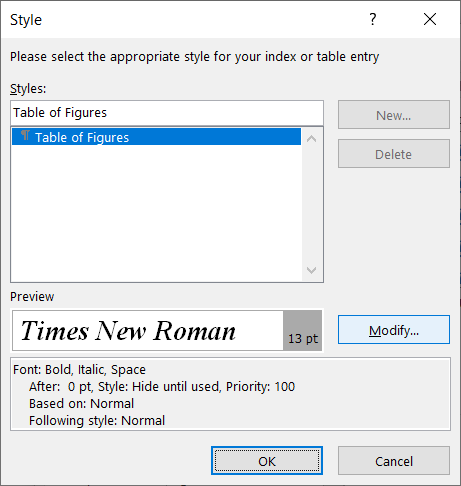 Style
?
Please select the appropriate style for your index or table entry
Styles:
Table of Figures
New...
¶ Table of Figures
Delete
Preview
Times New Roman
13 pt
Modify...
Font: Bold, Italic, Space
After:  0 pt, Style: Hide until used, Priority: 100
Based on: Normal
Following style: Normal
OK
Cancel